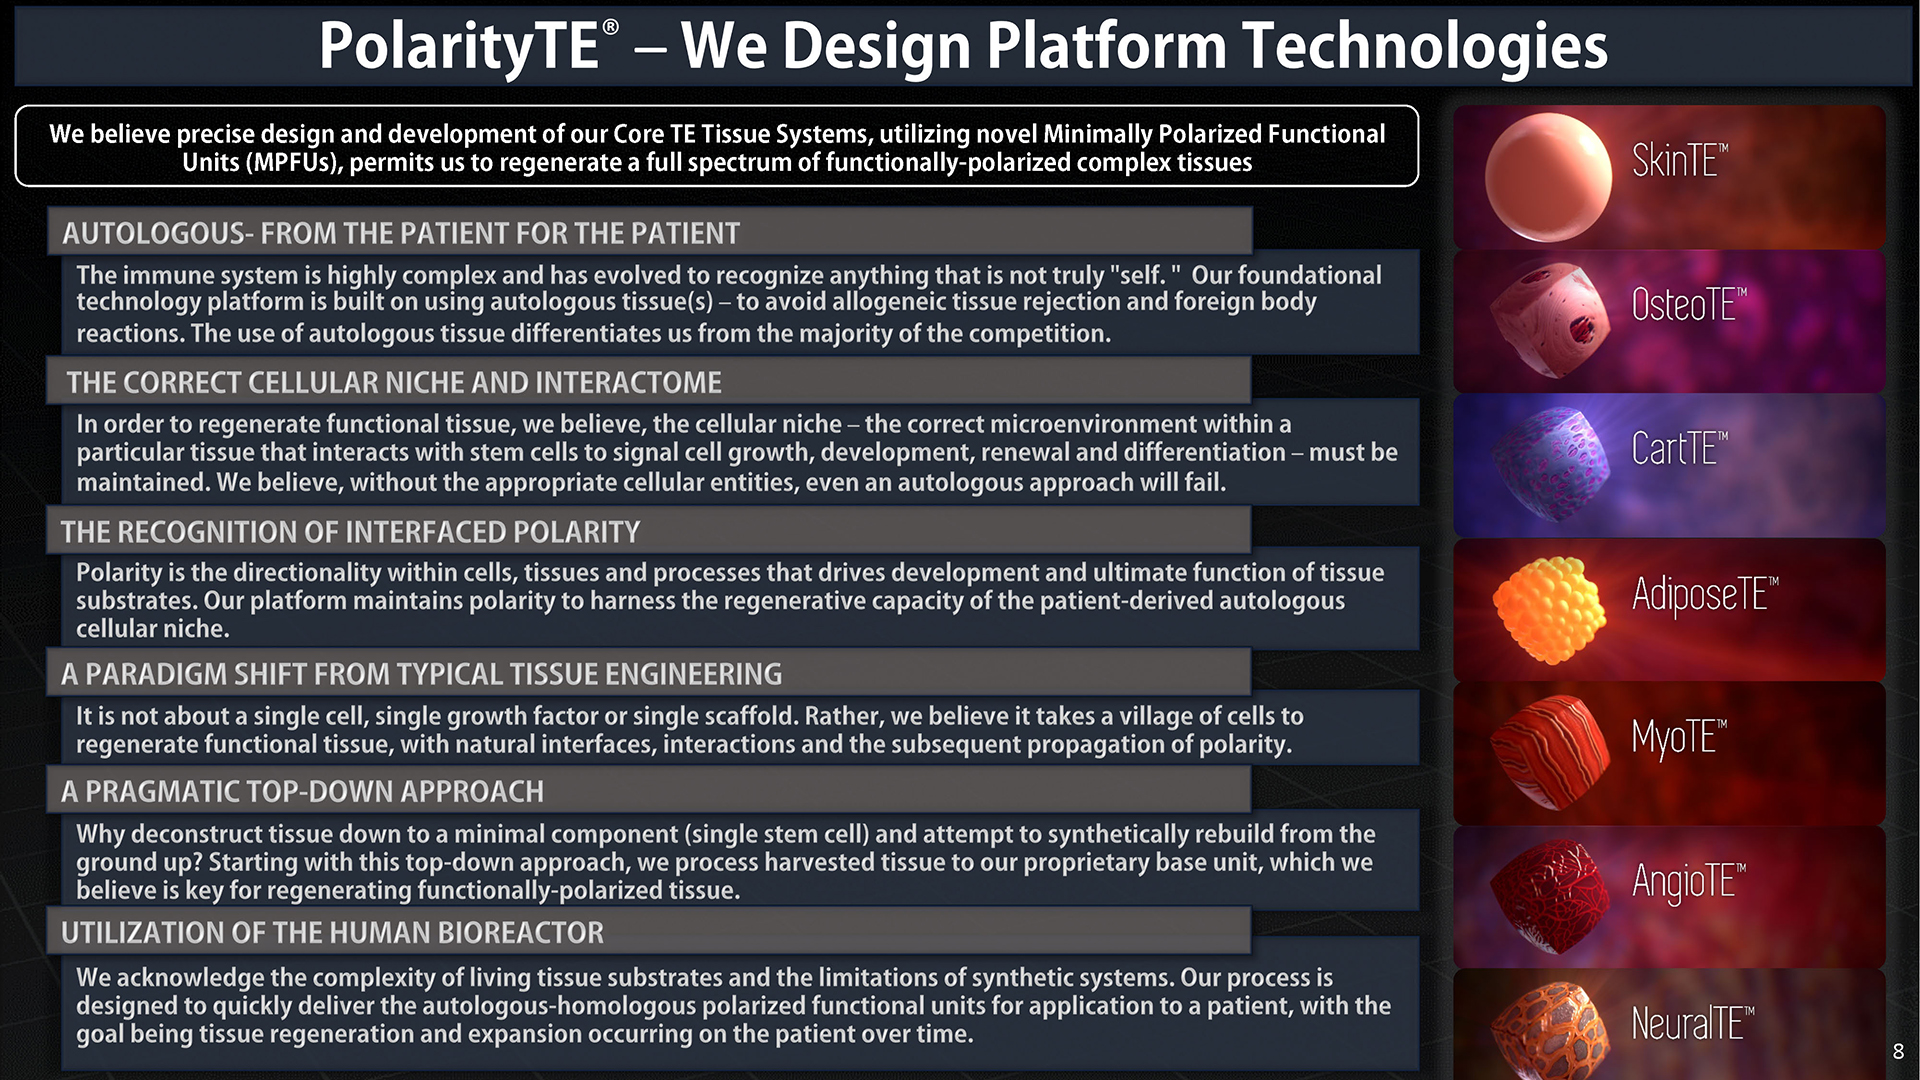 PolarityTE® – We Design Platform Technologies
We believe precise design and development of our Core TE Tissue Systems, utilizing novel Minimally Polarized Functional
Units (MPFUs), permits us to regenerate a full spectrum of functionally-polarized complex tissues
AUTOLOGOUS- FROM THE PATIENT FOR THE PATIENT
The immune system is highly complex and has evolved to recognize anything that is not truly "self. "  Our foundational
technology platform is built on using autologous tissue(s) – to avoid allogeneic tissue rejection and foreign body
reactions. The use of autologous tissue differentiates us from the majority of the competition.
THE CORRECT CELLULAR NICHE AND INTERACTOME
In order to regenerate functional tissue, we believe, the cellular niche – the correct microenvironment within a
particular tissue that interacts with stem cells to signal cell growth, development, renewal and differentiation – must be
maintained. We believe, without the appropriate cellular entities, even an autologous approach will fail.
THE RECOGNITION OF INTERFACED POLARITY
Polarity is the directionality within cells, tissues and processes that drives development and ultimate function of tissue
substrates. Our platform maintains polarity to harness the regenerative capacity of the patient-derived autologous
cellular niche.
A PARADIGM SHIFT FROM TYPICAL TISSUE ENGINEERING
It is not about a single cell, single growth factor or single scaffold. Rather, we believe it takes a village of cells to
regenerate functional tissue, with natural interfaces, interactions and the subsequent propagation of polarity.
A PRAGMATIC TOP-DOWN APPROACH
Why deconstruct tissue down to a minimal component (single stem cell) and attempt to synthetically rebuild from the
ground up? Starting with this top-down approach, we process harvested tissue to our proprietary base unit, which we
believe is key for regenerating functionally-polarized tissue.
UTILIZATION OF THE HUMAN BIOREACTOR
We acknowledge the complexity of living tissue substrates and the limitations of synthetic systems. Our process is
designed to quickly deliver the autologous-homologous polarized functional units for application to a patient, with the
goal being tissue regeneration and expansion occurring on the patient over time.
SkinTE™
OsteoTE™
CartTE™
AdiposeTE™
MyoTE™
AngioTE™
NeuralTE™
8